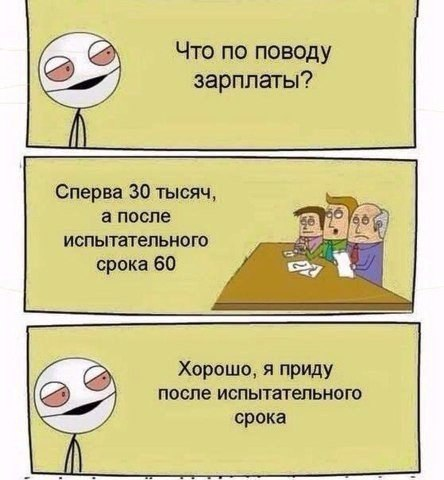 Что по поводу
зарплаты?
Сперва 30 тысяч,
а после
испытательного
срока 60
Хорошо, я приду
после испытательного
срока